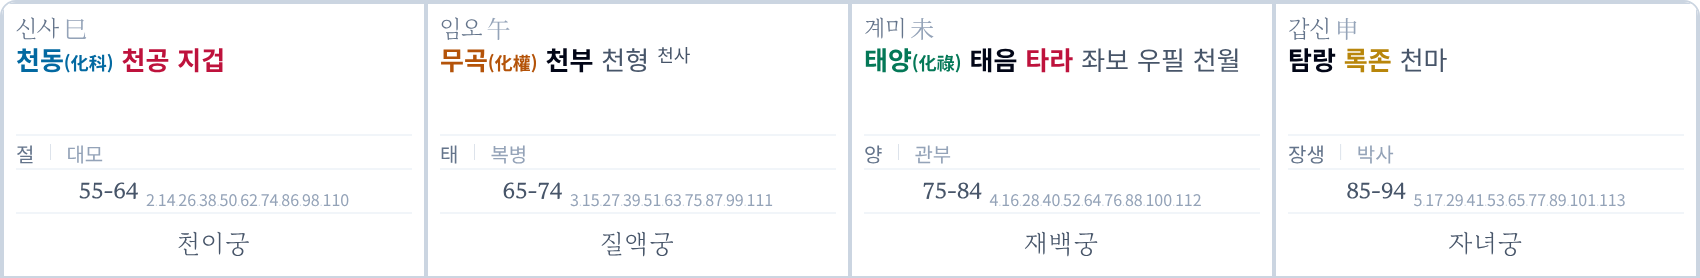 신사 巳
천동(化科) 천공 지겁
절 대모
55-64 2 14 26 38 50 62 74 86 98 110
천이궁
임오 午
무곡(化權) 천부 천형 천사
태 복병
65-74 3 15 27 39 51 63 75 87 99 111
질액궁
계미 未
태양(化祿) 태음 타라 좌보 우필 천월
양 관부
75-84 4 16 28 40 52 64 76 88 100 112
재백궁
갑신 申
탐랑 록존 천마
장생 박사
85-94 5 17 29 41 53 65 77 89 101 113
자녀궁